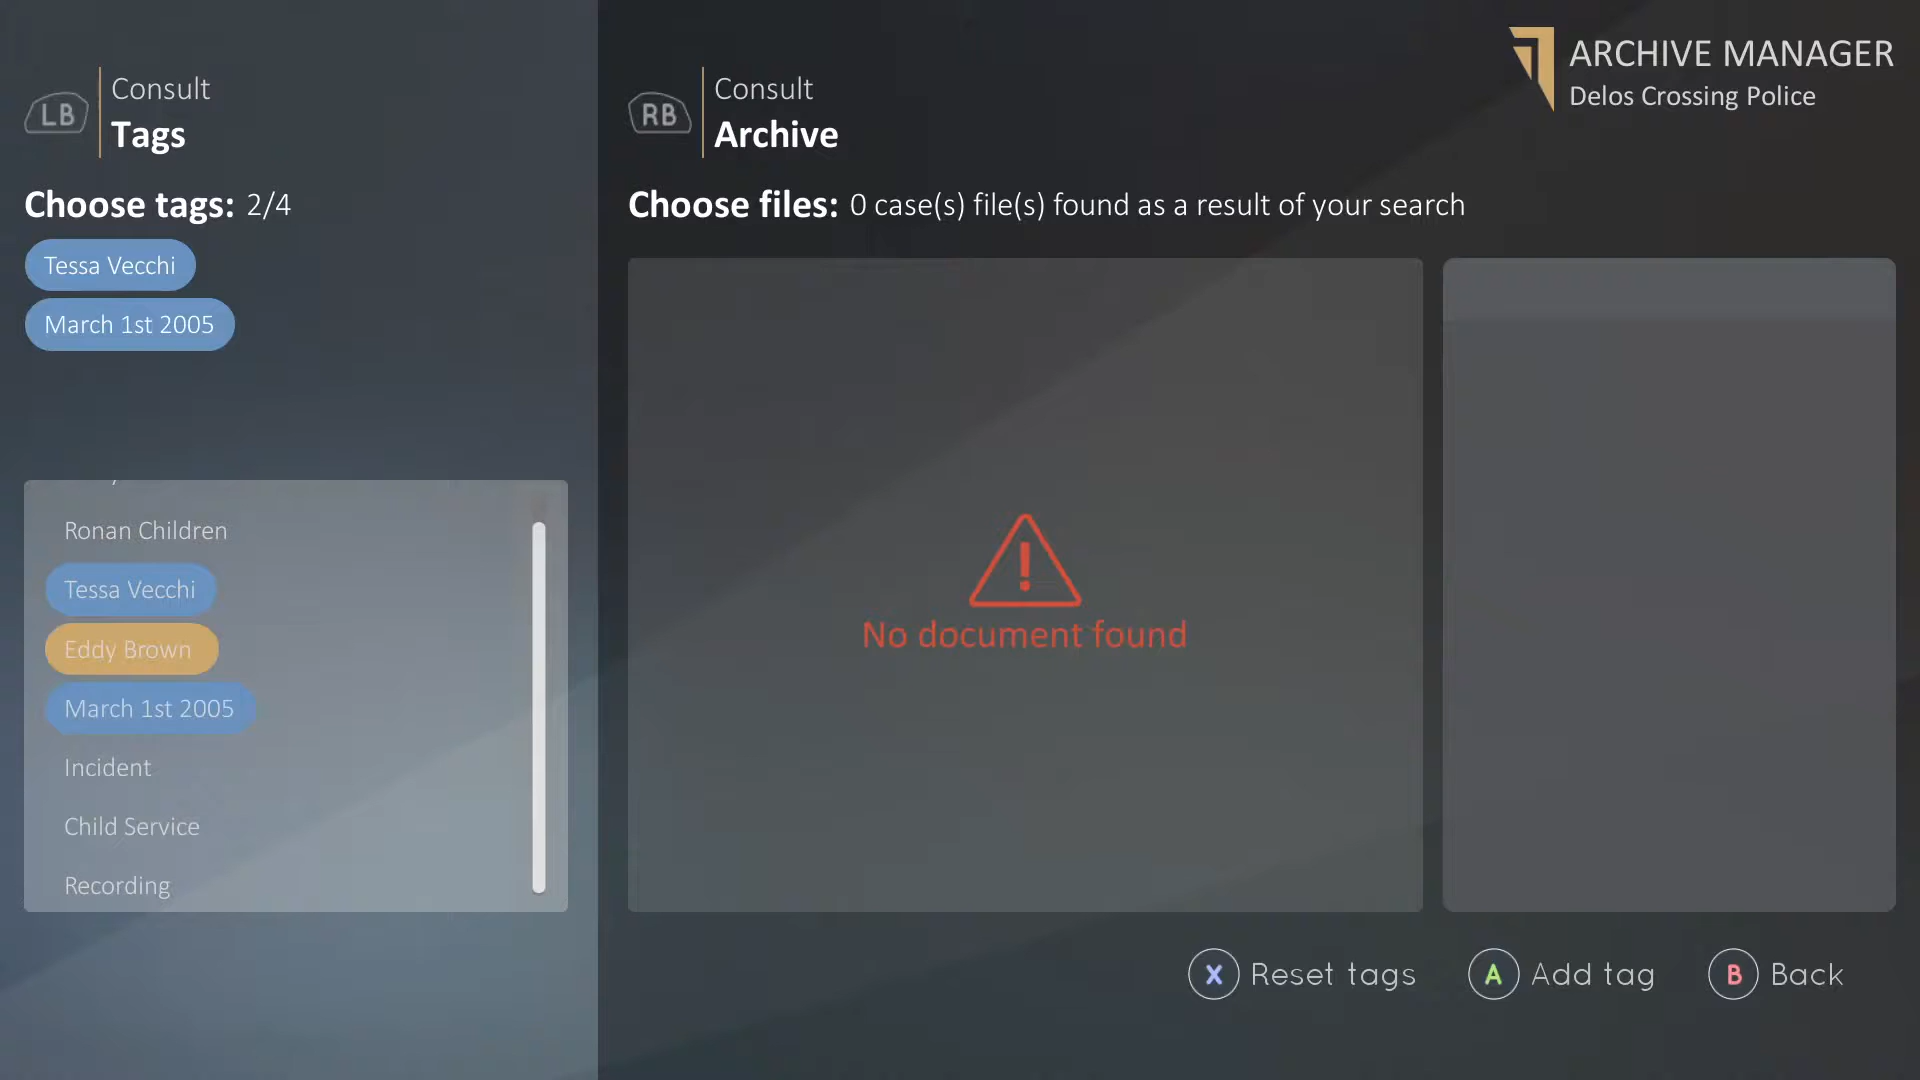 LB
Consult
Tags
Choose tags: 2/4
Tessa Vecchi
March 1st 2005
Ronan Children
Tessa Vecchi
Eddy Brown
March 1st 2005
Incident
Child Service
Recording
RB
Consult
Archive
ARCHIVE MANAGER
Delos Crossing Police
Choose files: 0 case(s) file(s) found as a result of your search
No document found
X Reset tags
A Add tag
B Back